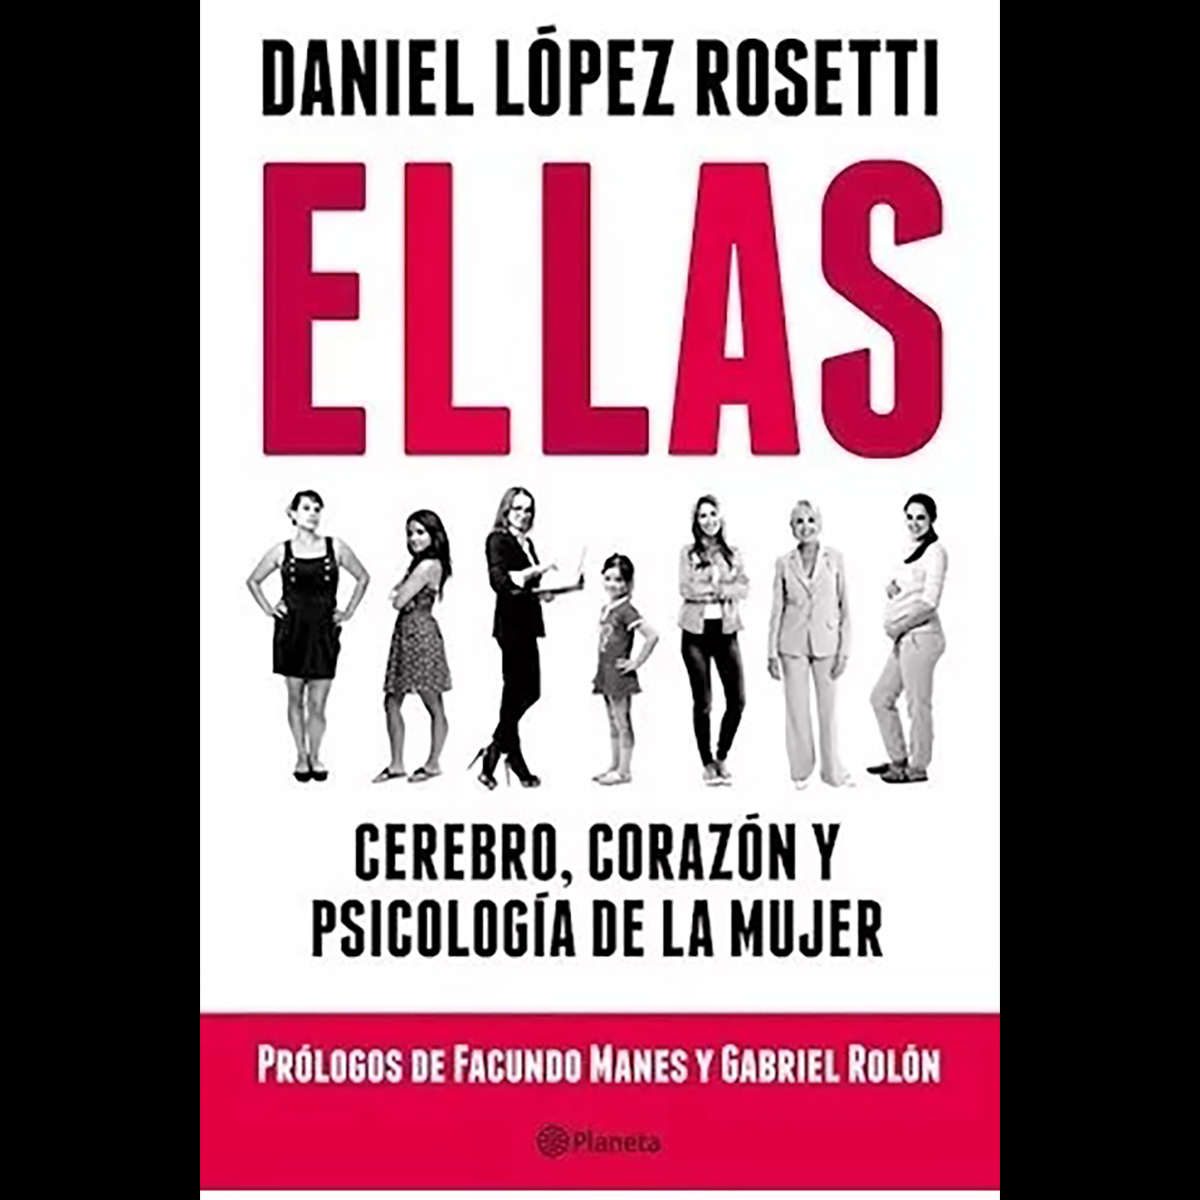 DANIEL LÓPEZ ROSETTI
ELLAS
CEREBRO, CORAZÓN Y
PSICOLOGÍA DE LA MUJER
PRÓLOGOS DE FACUNDO MANES Y GABRIEL ROLÓN
Planeta